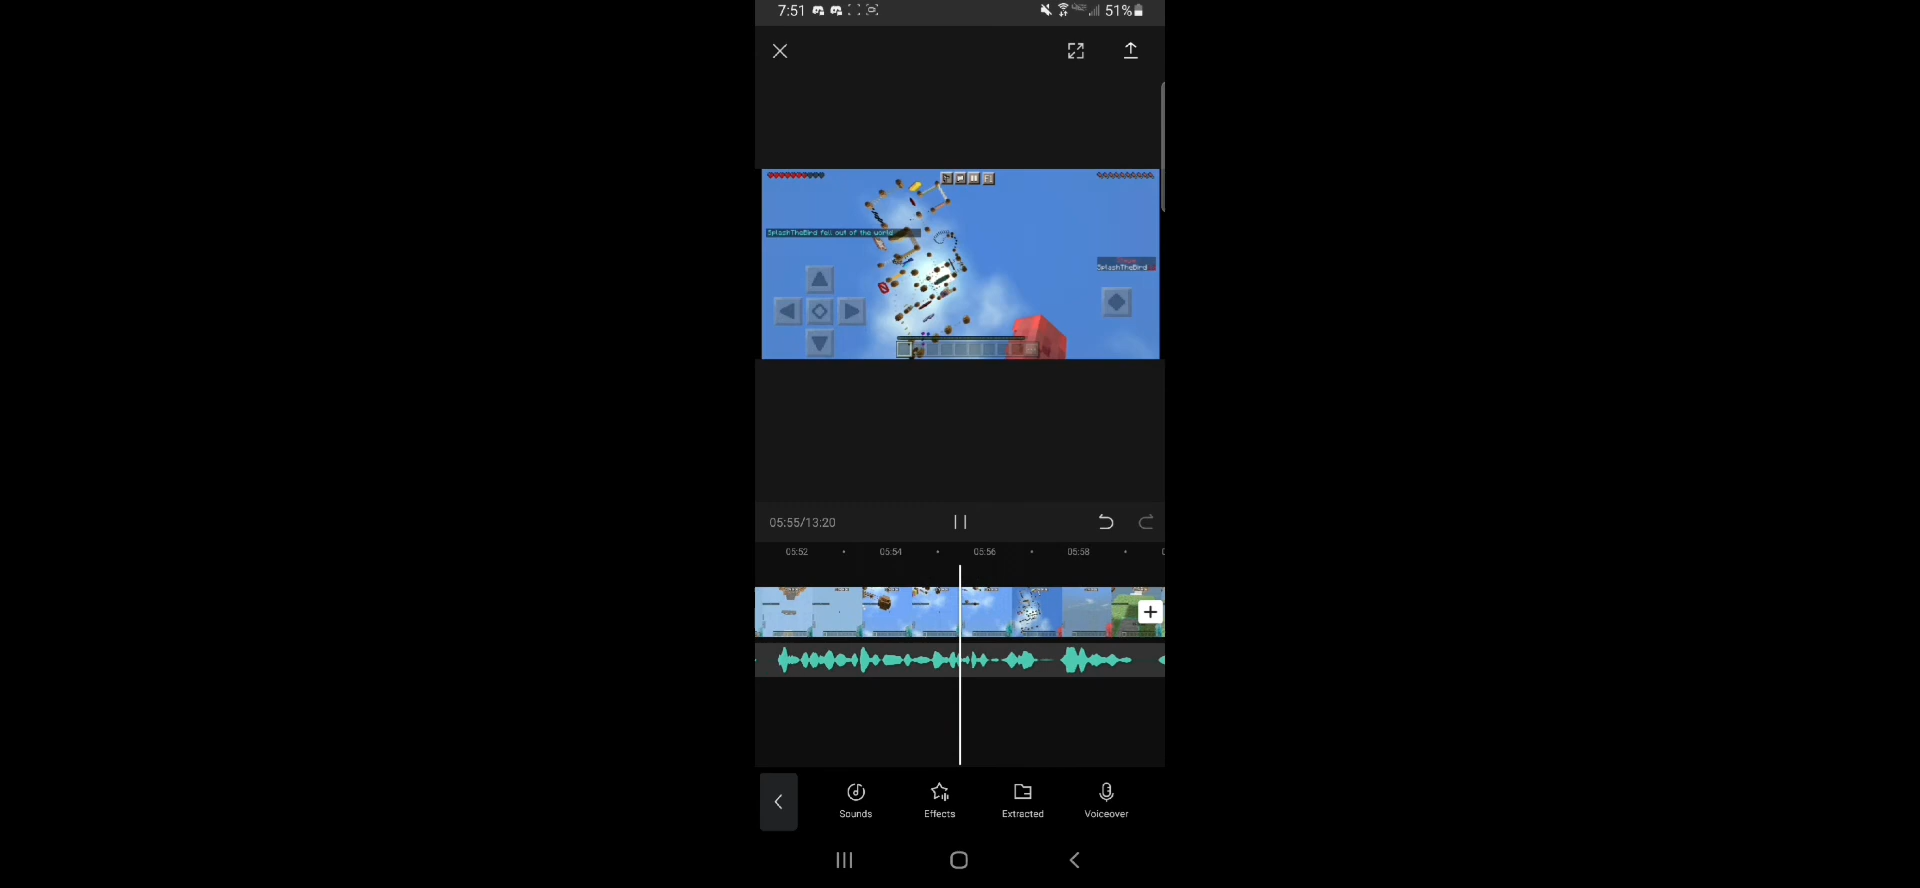 7:51
51%
SplashTheBird fell out of the world
SplashTheBird
05:55/13:20
05:52
05:54
05:56
05:58
Sounds
Effects
Extracted
Voiceover